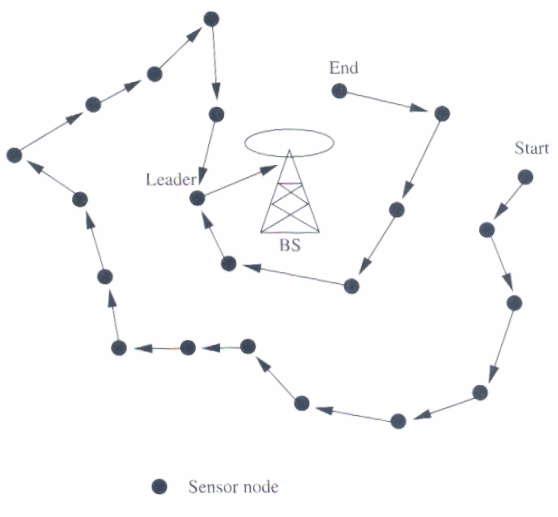 End
Start
Leader
BS
Sensor node